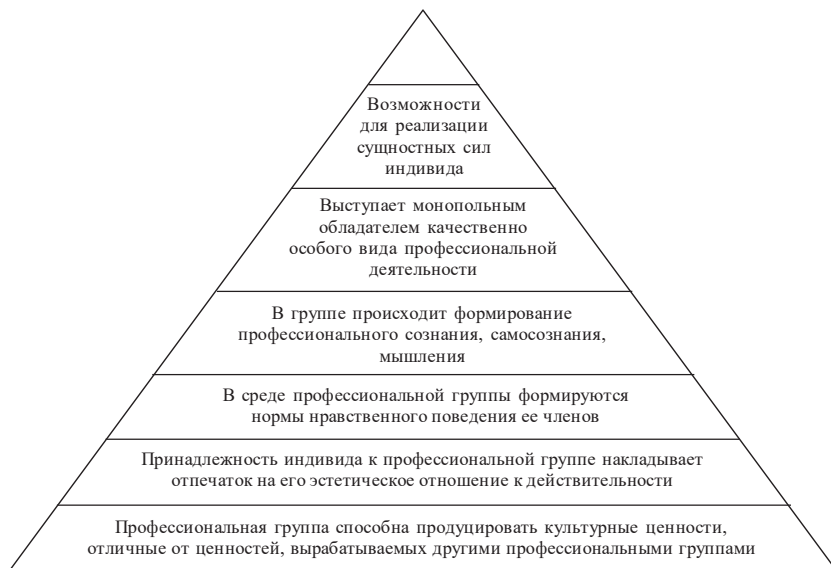 Возможности
для реализации
сущностных сил
индивида
Выступает монопольным
обладателем качественно
особого вида профессиональной
деятельности
В группе происходит формирование
профессионального сознания, самосознания,
мышления
В среде профессиональной группы формируются
нормы нравственного поведения ее членов
Принадлежность индивида к профессиональной группе накладывает
отпечаток на его эстетическое отношение к действительности
Профессиональная группа способна продуцировать культурные ценности,
отличные от ценностей, вырабатываемых другими профессиональными группами